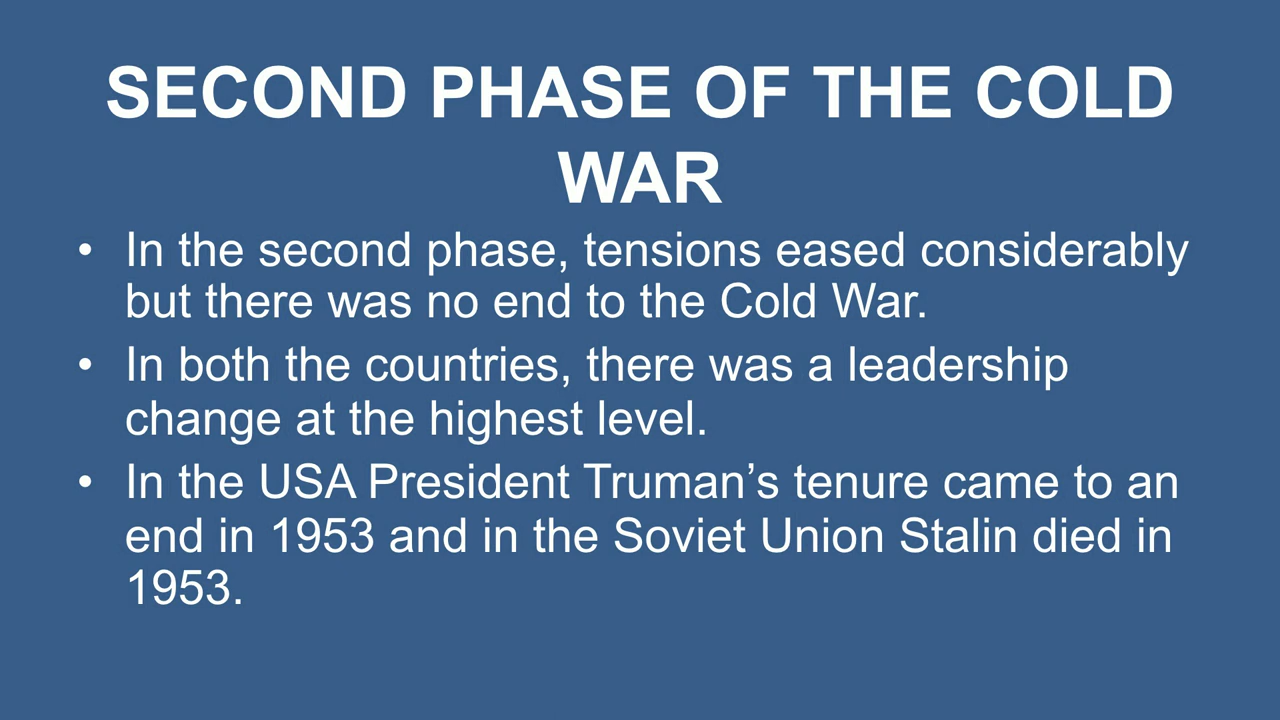 SECOND PHASE OF THE COLD
WAR
• In the second phase, tensions eased considerably
but there was no end to the Cold War.
• In both the countries, there was a leadership
change at the highest level.
• In the USA President Truman’s tenure came to an
end in 1953 and in the Soviet Union Stalin died in
1953.